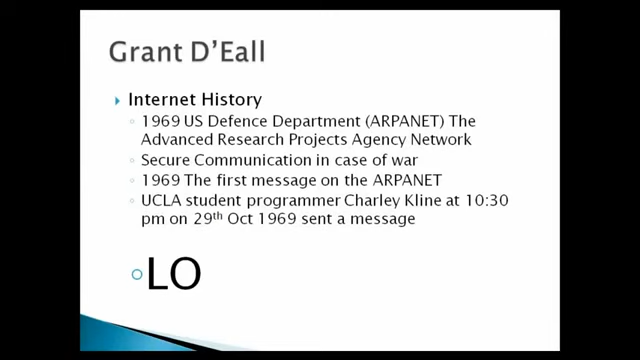 Grant D'Eall
Internet History
1969 US Defence Department (ARPANET) The
Advanced Research Projects Agency Network
Secure Communication in case of war
1969 The first message on the ARPANET
UCLA student programmer Charley Kline at 10:30
pm on 29th Oct 1969 sent a message
LO